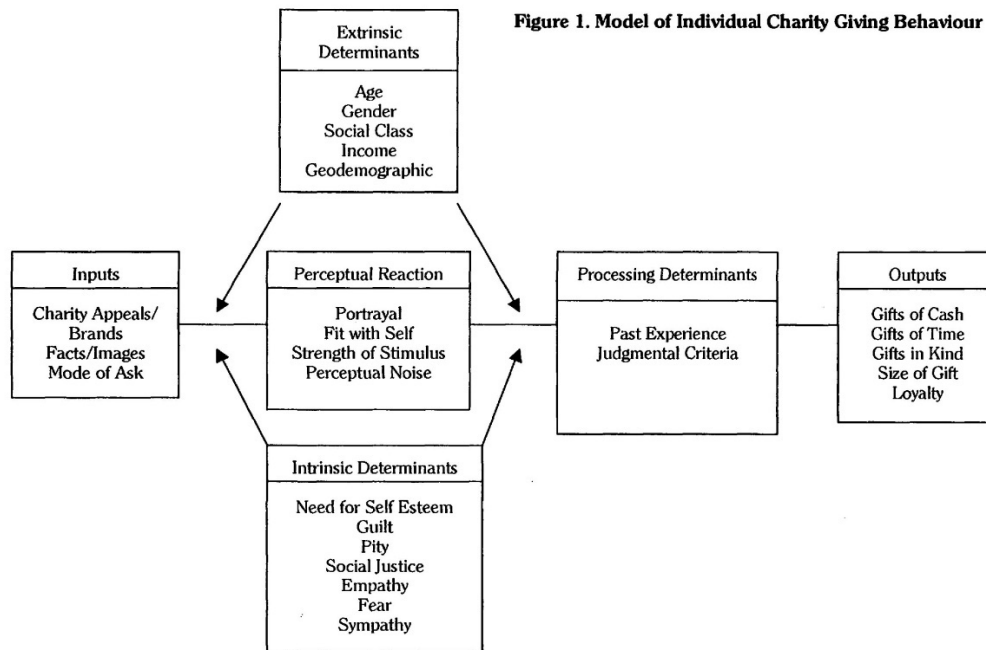 Figure 1. Model of Individual Charity Giving Behaviour
Extrinsic
Determinants
Age
Gender
Social Class
Income
Geodemographic
Inputs
Charity Appeals/
Brands
Facts/Images
Mode of Ask
Perceptual Reaction
Portrayal
Fit with Self
Strength of Stimulus
Perceptual Noise
Processing Determinants
Past Experience
Judgmental Criteria
Outputs
Gifts of Cash
Gifts of Time
Gifts in Kind
Size of Gift
Loyalty
Intrinsic Determinants
Need for Self Esteem
Guilt
Pity
Social Justice
Empathy
Fear
Sympathy